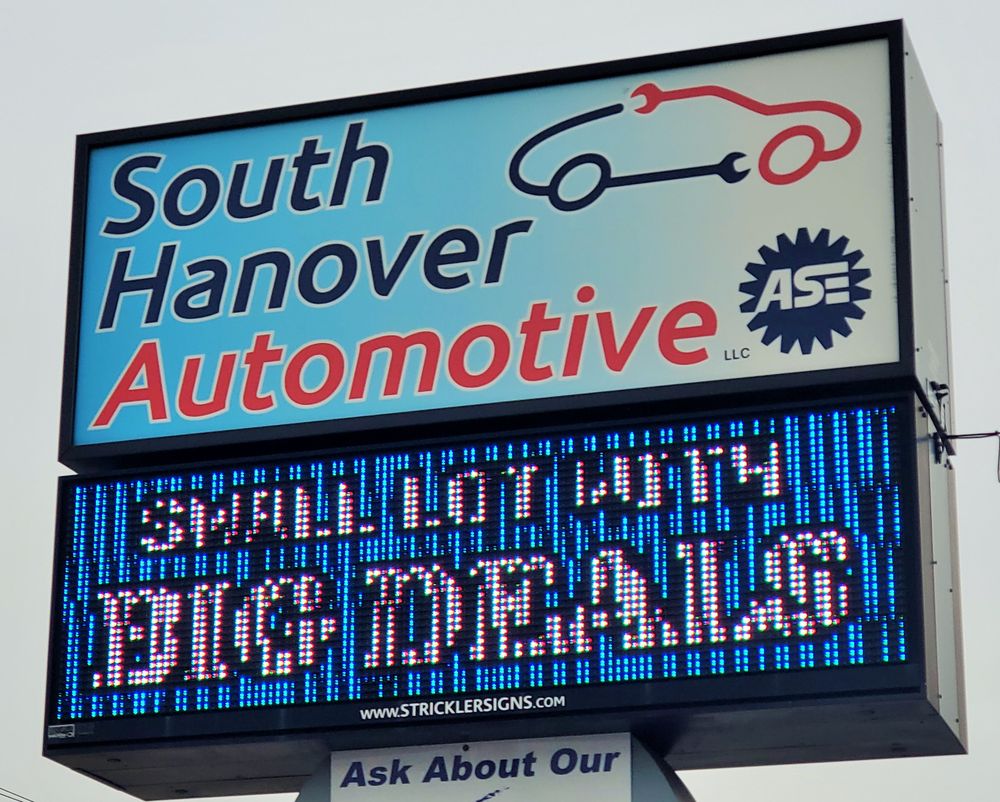 South
Hanover
Automotive
LLC
ASE
SMALL LOT WITH
BIG DEALS
WWW.STRICKLERSIGNS.COM
Ask About Our